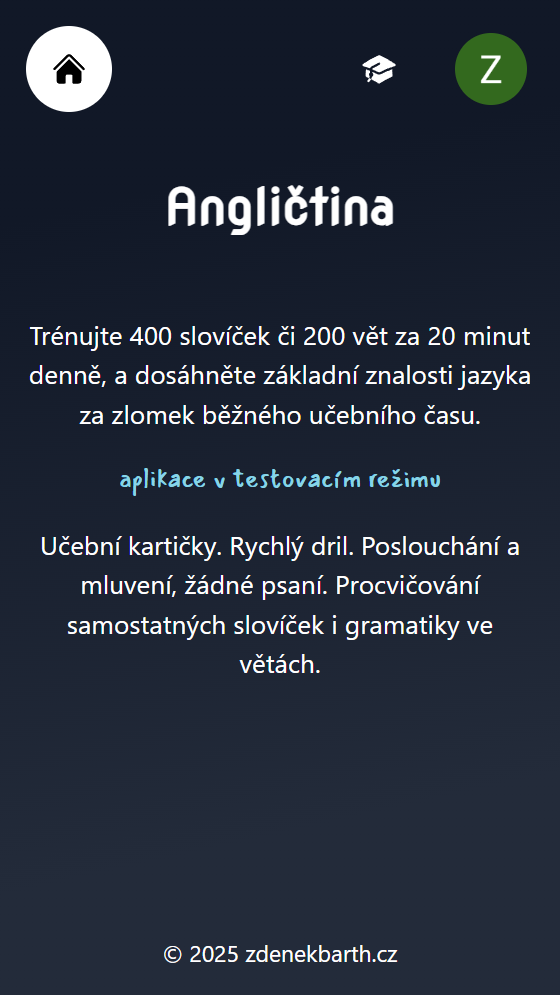 Z
Angličtina
Trénujte 400 slovíček či 200 vět za 20 minut
denně, a dosáhněte základní znalosti jazyka
za zlomek běžného učebního času.
aplikace v testovacím režimu
Učební kartičky. Rychlý dril. Poslouchání a
mluvení, žádné psaní. Procvičování
samostatných slovíček i gramatiky ve
větách.
© 2025 zdenekbarth.cz